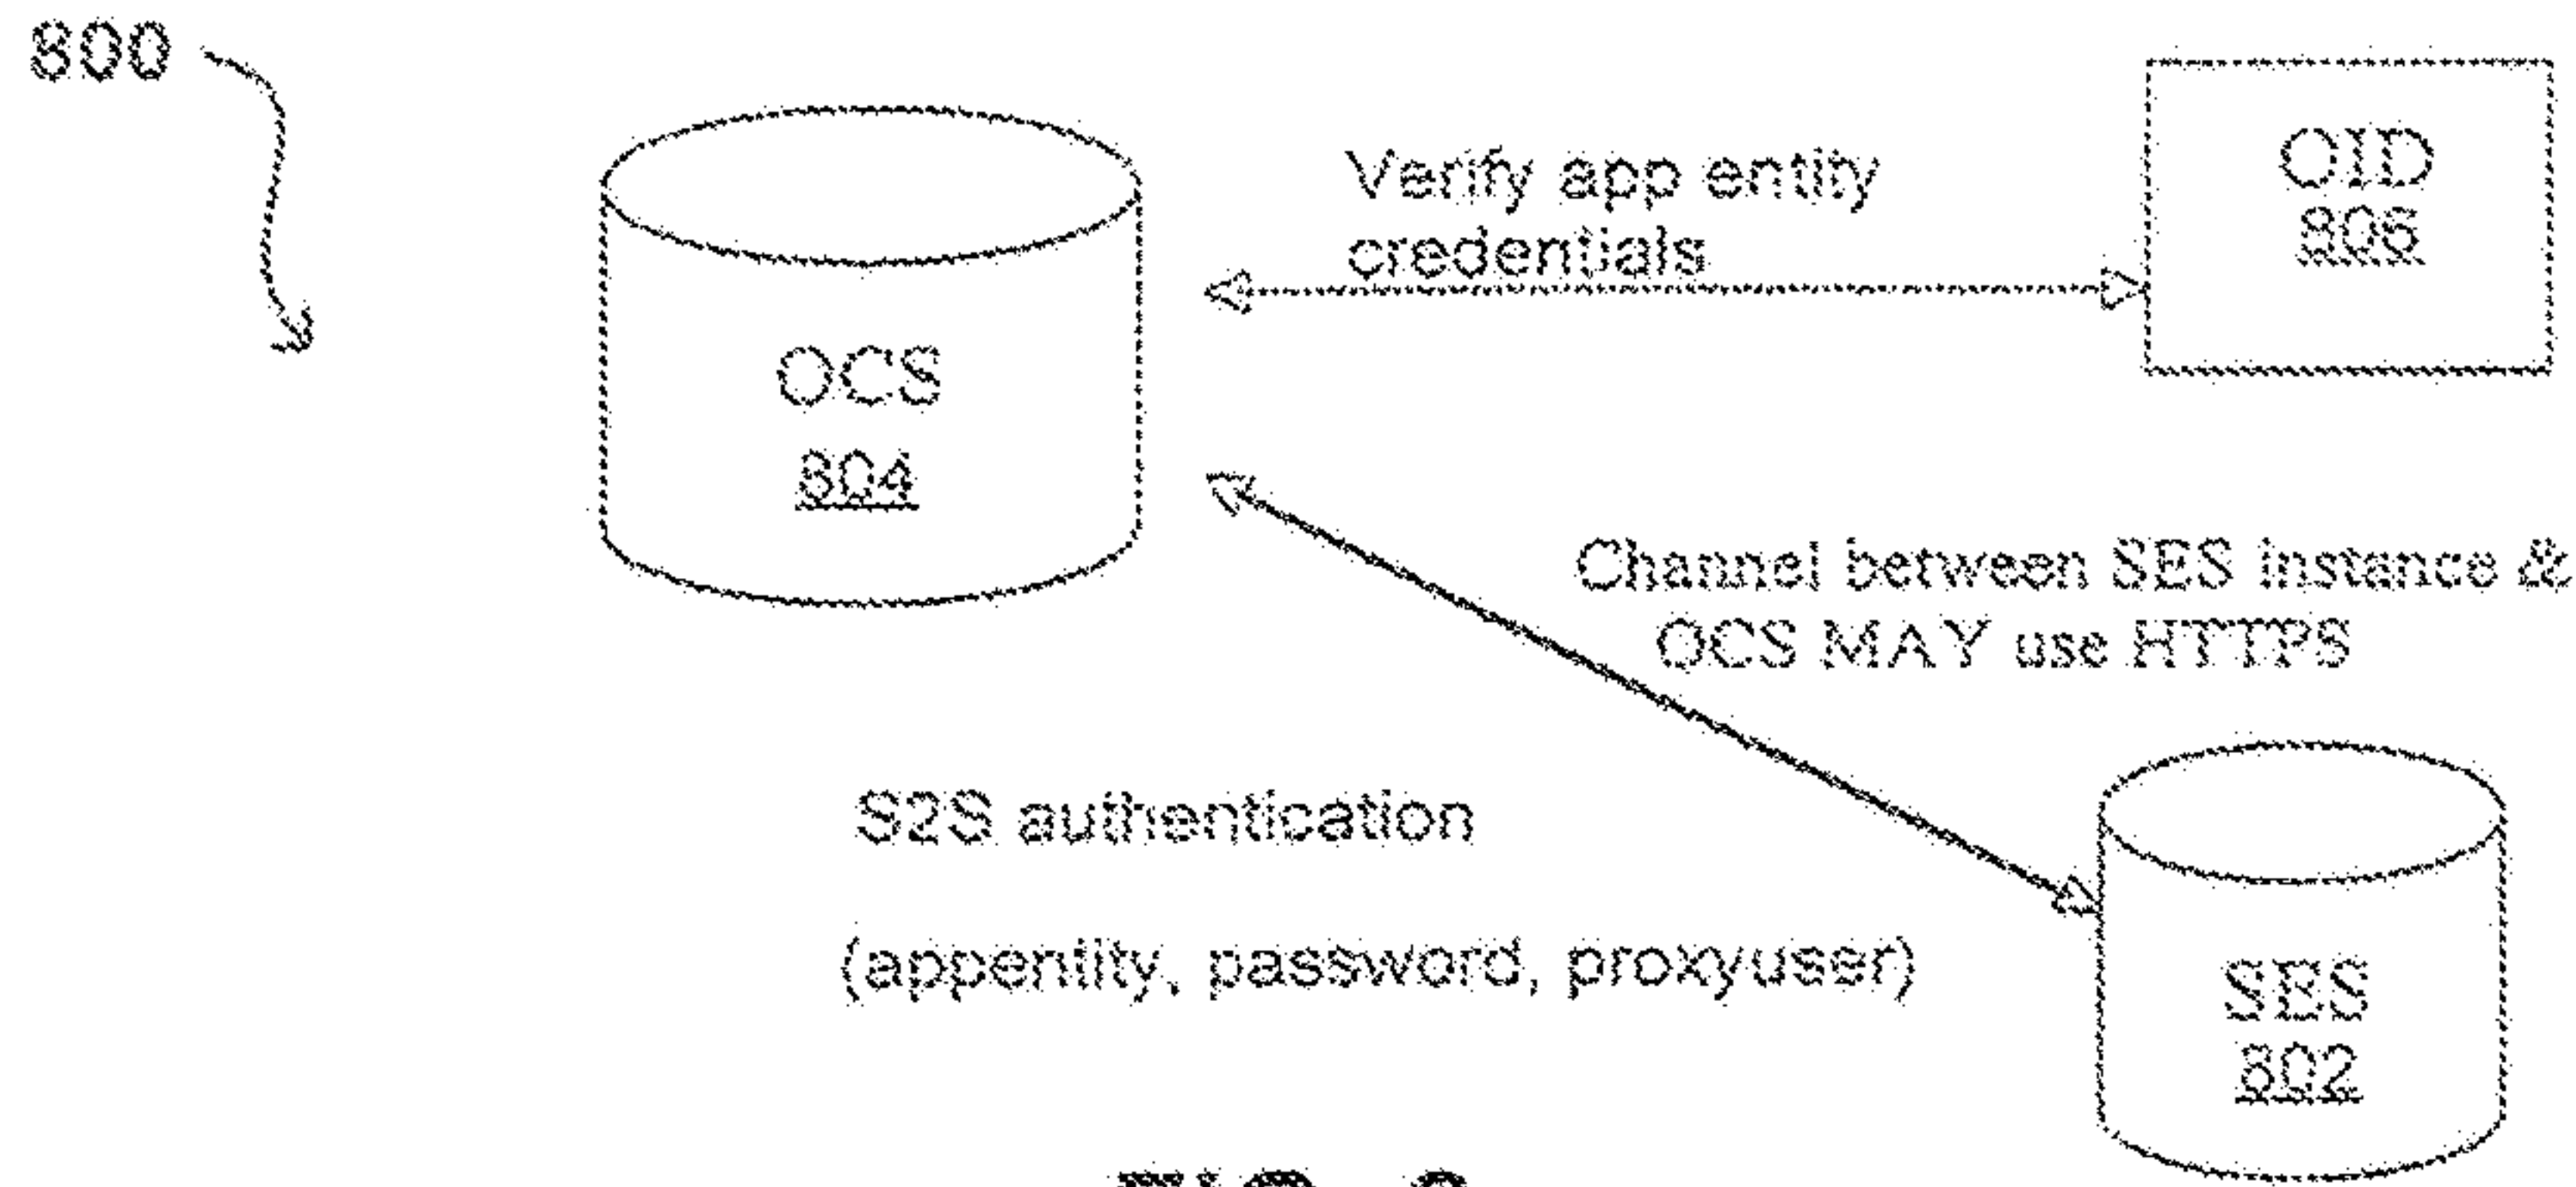 800
OCS
804
Verify app entity
credentials
OID
806
Channel between SES instance &
OCS MAY use HTTPS
S2S authentication
(appentity, password, proxyuser)
SES
802